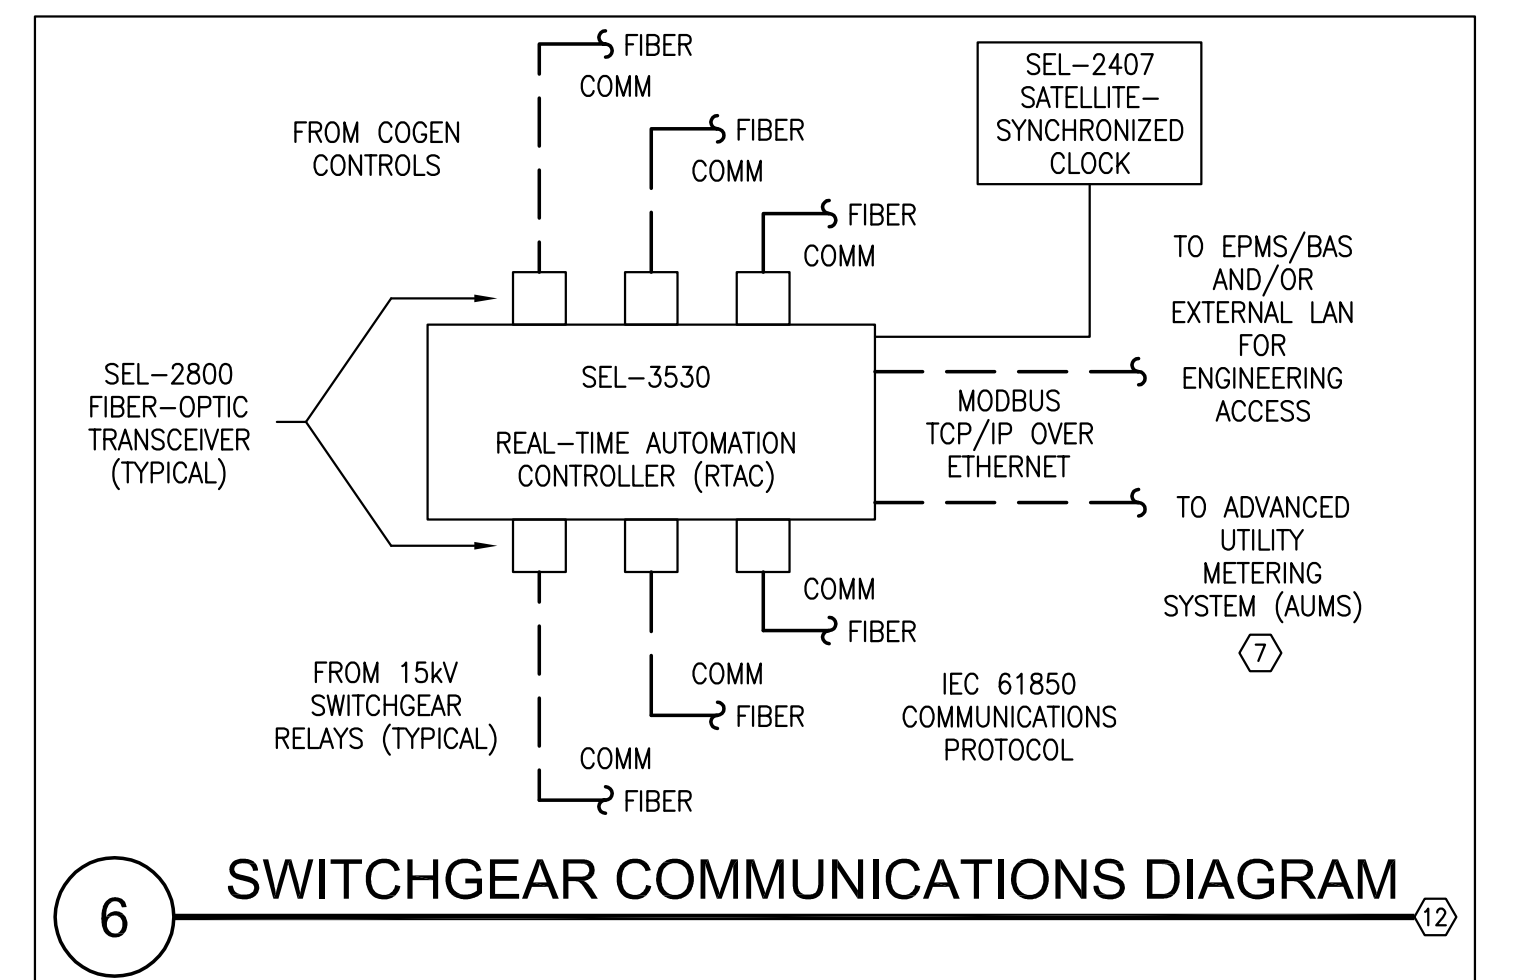 FIBER
COMM
FROM COGEN
CONTROLS
FIBER
COMM
FIBER
COMM
SEL-2407
SATELLITE-
SYNCHRONIZED
CLOCK
TO EPMS/BAS
AND/OR
EXTERNAL LAN
FOR
ENGINEERING
ACCESS
SEL-2800
FIBER-OPTIC
TRANSCEIVER
(TYPICAL)
SEL-3530
REAL-TIME AUTOMATION
CONTROLLER (RTAC)
MODBUS
TCP/IP OVER
ETHERNET
TO ADVANCED
UTILITY
METERING
SYSTEM (AUMS)
7
COMM
FIBER
FROM 15kV
SWITCHGEAR
RELAYS (TYPICAL)
COMM
FIBER
COMM
FIBER
IEC 61850
COMMUNICATIONS
PROTOCOL
6
SWITCHGEAR COMMUNICATIONS DIAGRAM
12